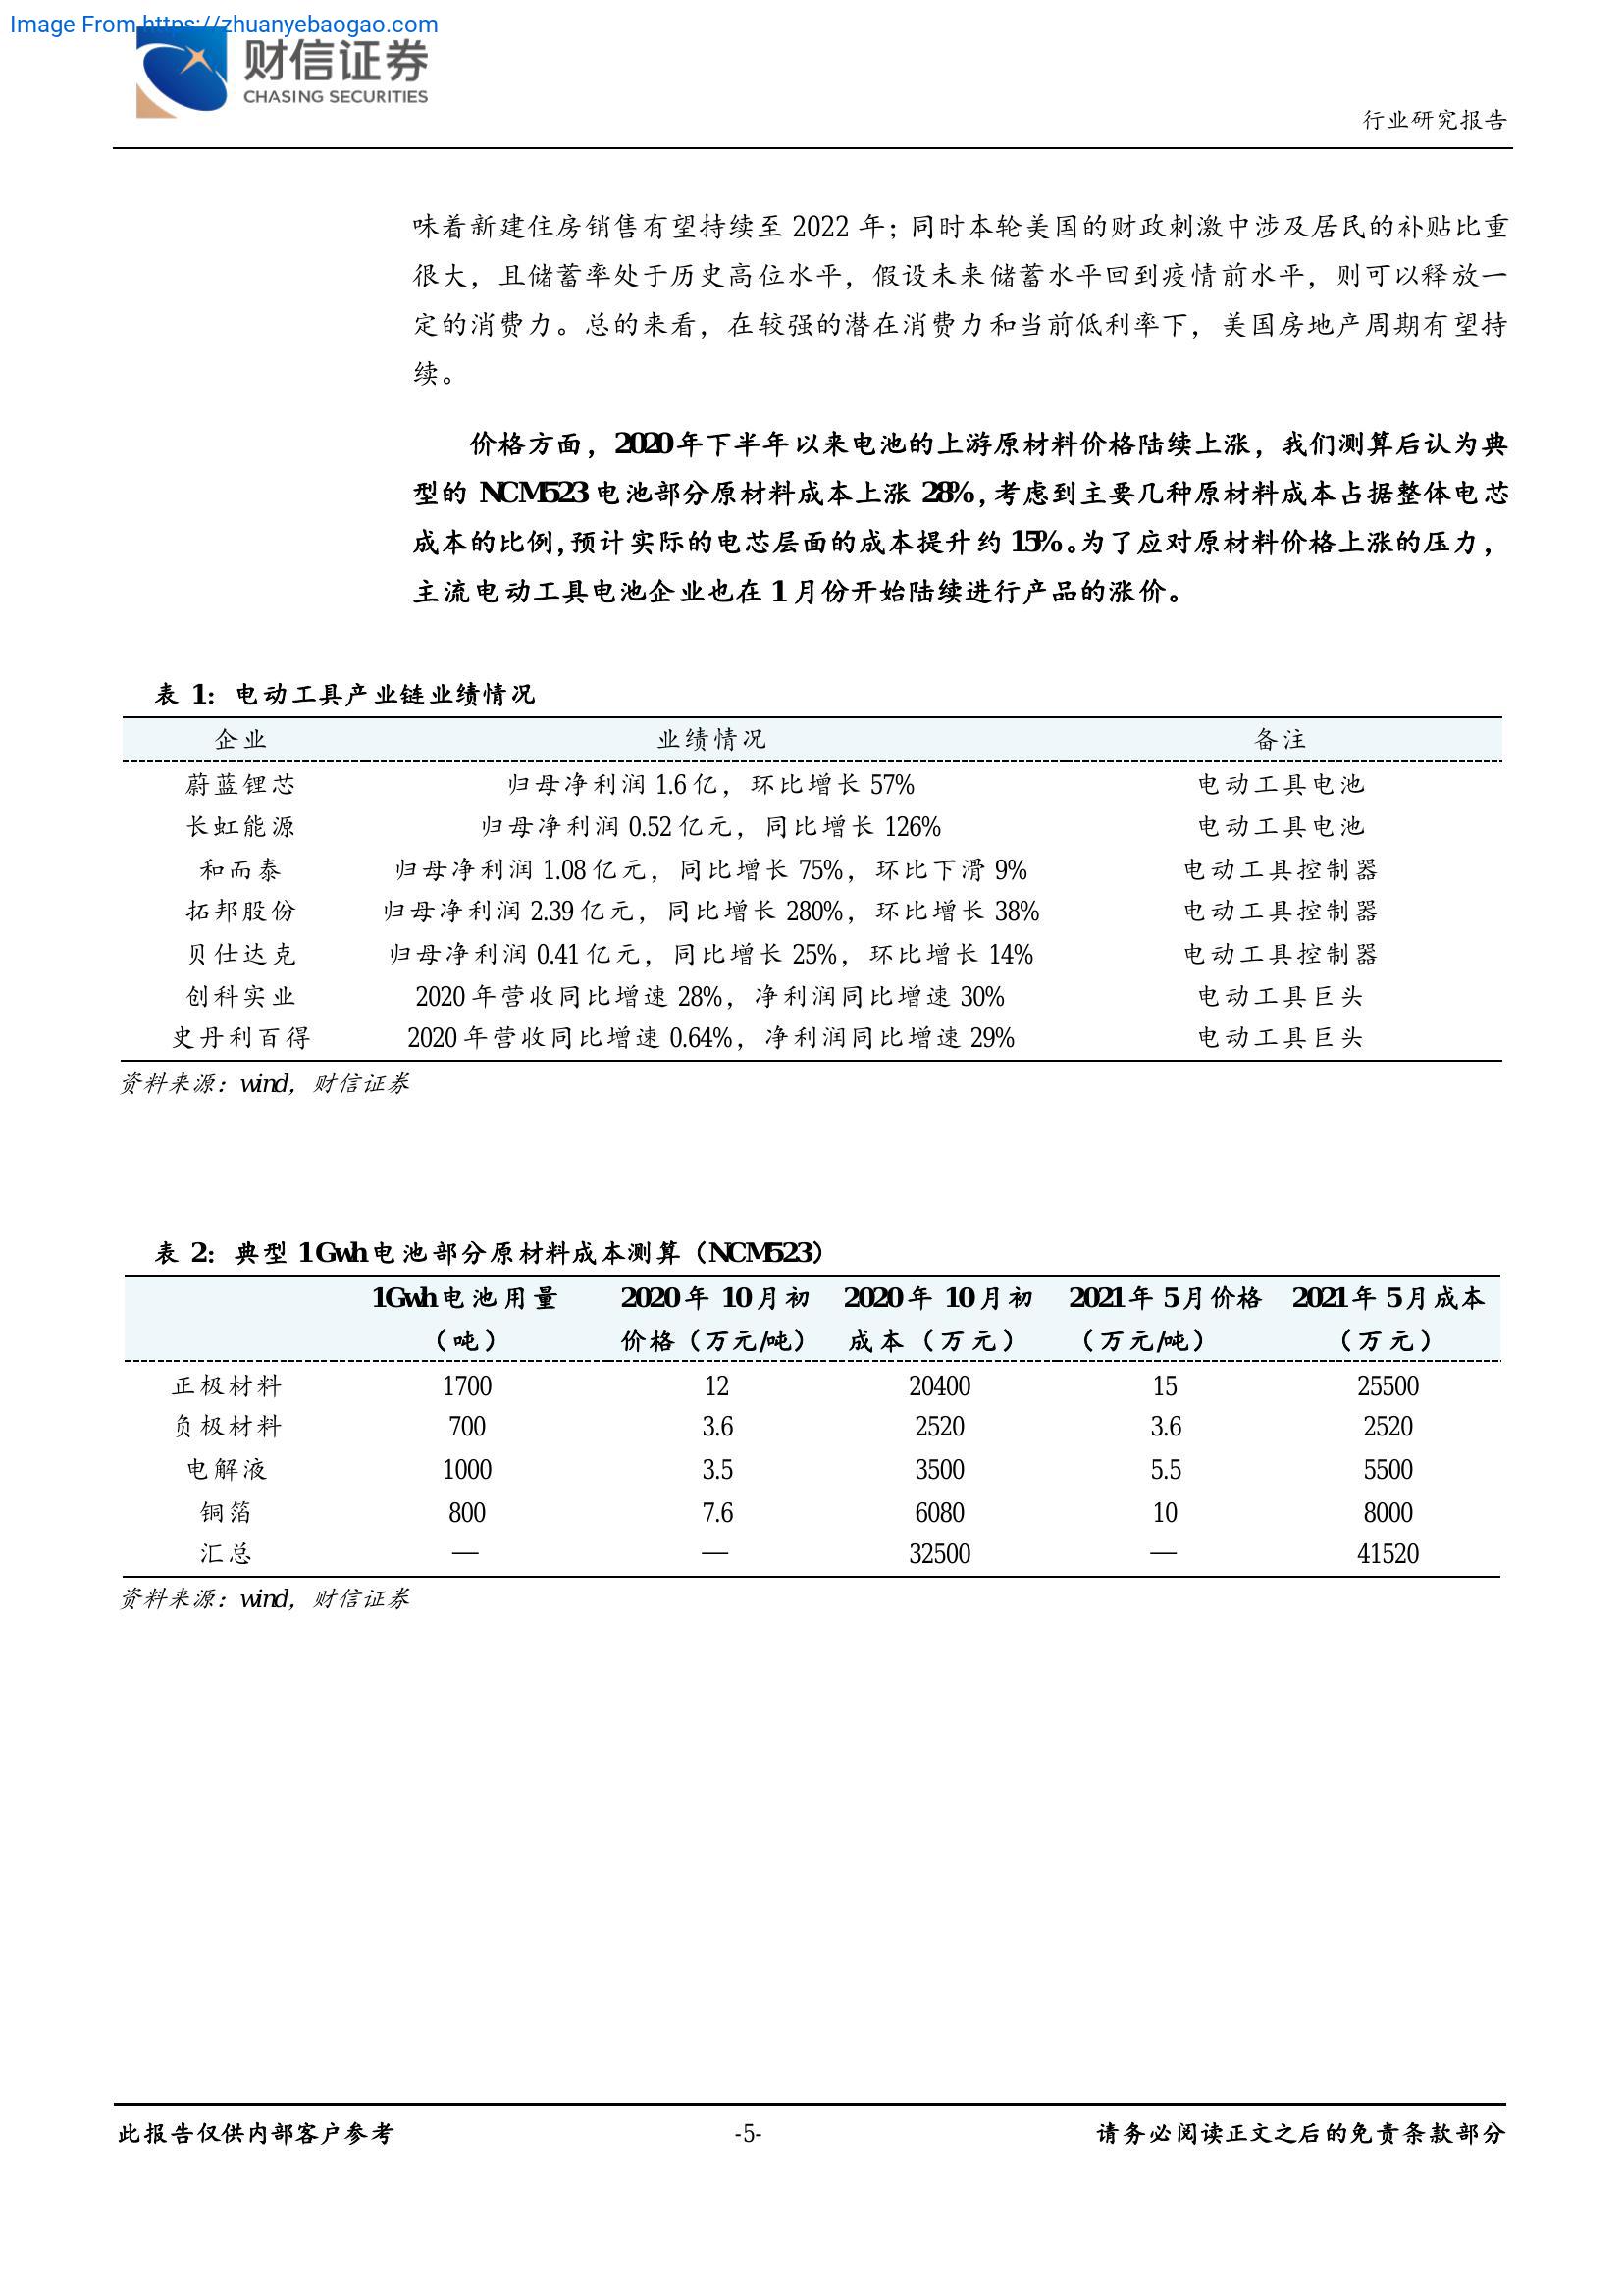 Image From https://zhuanyebaogao.com
财信证券
CHASING SECURITIES
行业研究报告
味着新建住房销售有望持续至 2022 年；同时本轮美国的财政刺激中涉及居民的补贴比重
很大，且储蓄率处于历史高位水平，假设未来储蓄水平回到疫情前水平，则可以释放一
定的消费力。总的来看，在较强的潜在消费力和当前低利率下，美国房地产周期有望持
续。
价格方面，2020 年下半年以来电池的上游原材料价格陆续上涨，我们测算后认为典
型的 NCM523 电池部分原材料成本上涨 28%，考虑到主要几种原材料成本占据整体电芯
成本的比例，预计实际的电芯层面的成本提升约 15%。为了应对原材料价格上涨的压力，
主流电动工具电池企业也在 1 月份开始陆续进行产品的涨价。
表 1：电动工具产业链业绩情况
企业 业绩情况 备注
蔚蓝锂芯 归母净利润 1.6 亿，环比增长 57% 电动工具电池
长虹能源 归母净利润 0.52 亿元，同比增长 126% 电动工具电池
和而泰 归母净利润 1.08 亿元，同比增长 75%，环比下滑 9% 电动工具控制器
拓邦股份 归母净利润 2.39 亿元，同比增长 280%，环比增长 38% 电动工具控制器
贝仕达克 归母净利润 0.41 亿元，同比增长 25%，环比增长 14% 电动工具控制器
创科实业 2020 年营收同比增速 28%，净利润同比增速 30% 电动工具巨头
史丹利百得 2020 年营收同比增速 0.64%，净利润同比增速 29% 电动工具巨头
资料来源：wind，财信证券
表 2：典型 1Gwh 电池部分原材料成本测算（NCM523）
1Gwh 电池用量 2020 年 10 月初 2020 年 10 月初 2021 年 5 月价格 2021 年 5 月成本
（吨） 价格（万元/吨） 成本（万元） （万元/吨） （万元）
正极材料 1700 12 20400 15 25500
负极材料 700 3.6 2520 3.6 2520
电解液 1000 3.5 3500 5.5 5500
铜箔 800 7.6 6080 10 8000
汇总 — — 32500 — 41520
资料来源：wind，财信证券
此报告仅供内部客户参考 -5- 请务必阅读正文之后的免责条款部分